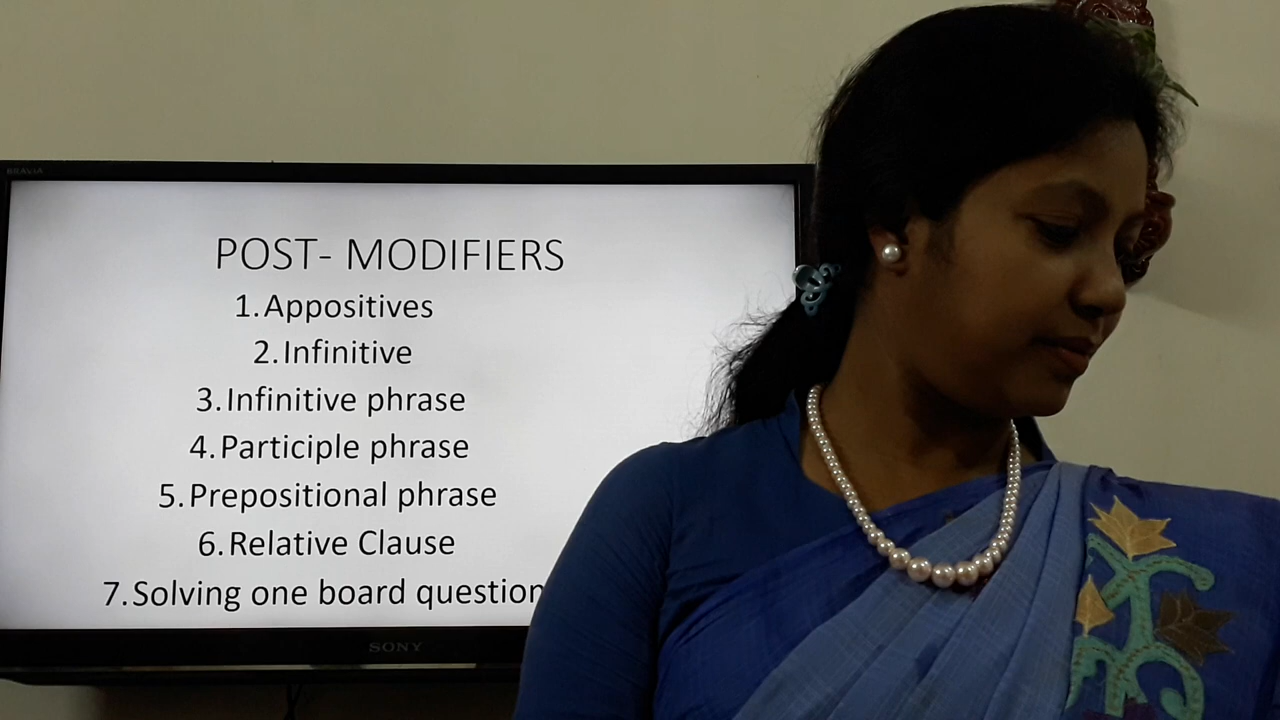 BRAVIA
POST- MODIFIERS
1.Appositives
2.Infinitive
3.Infinitive phrase
4.Participle phrase
5.Prepositional phrase
6.Relative Clause
7.Solving one board question
SONY